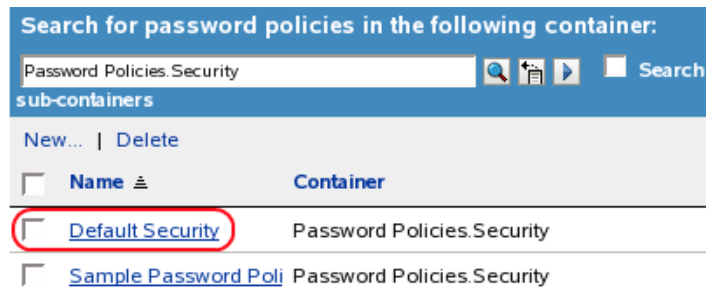 Search for password policies in the following container:
Password Policies.Security
Search
sub-containers
New... | Delete
Name Container
Default Security Password Policies.Security
Sample Password Poli Password Policies.Security